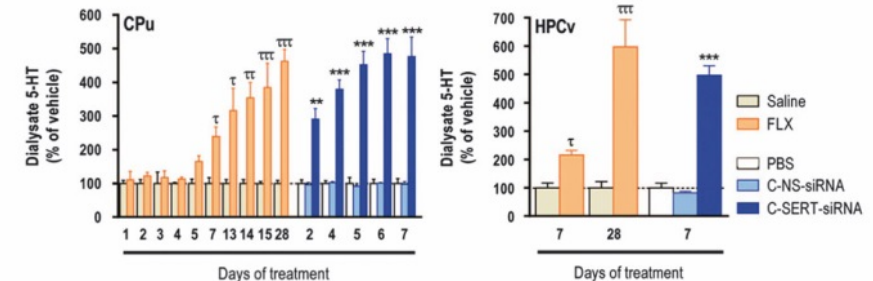 CPu
Dialysate 5-HT
(% of vehicle)
600
500
400
300
200
100
0
τ
τ
ττ
τττ
τττ
**
***
***
***
***
1 2 3 4 5 7 13 14 15 28 2 4 5 6 7
Days of treatment
HPCv
Dialysate 5-HT
(% of vehicle)
700
600
500
400
300
200
100
0
τ
τττ
***
7 28 7
Days of treatment
Saline
FLX
PBS
C-NS-siRNA
C-SERT-siRNA